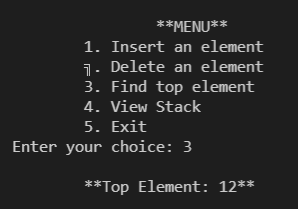 **MENU**
1. Insert an element
╗. Delete an element
3. Find top element
4. View Stack
5. Exit
Enter your choice: 3
**Top Element: 12**